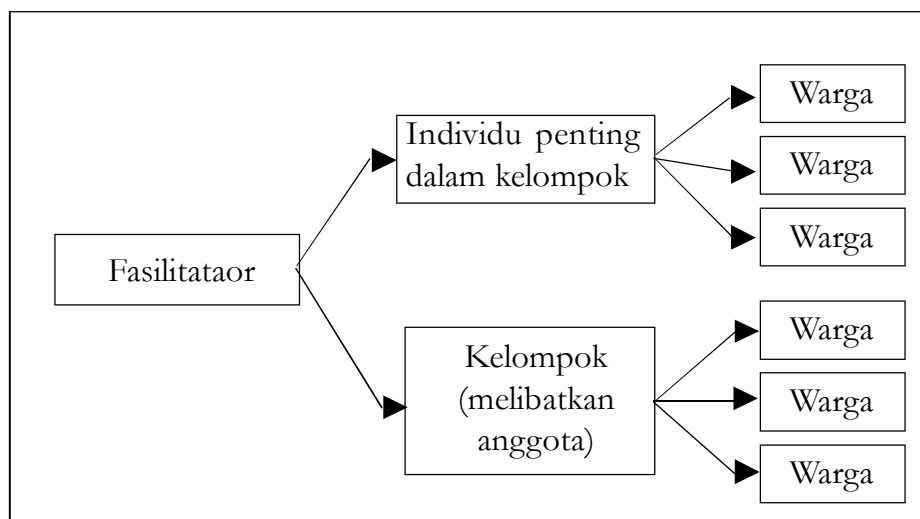 Fasilitataor
Individu penting
dalam kelompok
Warga
Warga
Warga
Kelompok
(melibatkan
anggota)
Warga
Warga
Warga